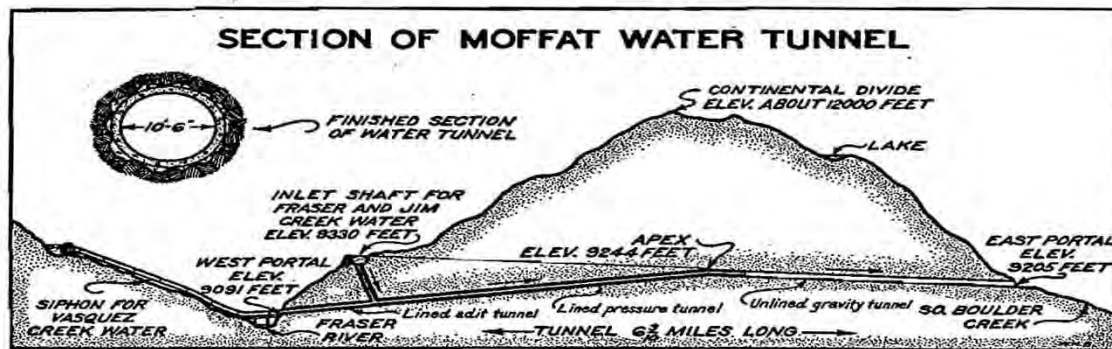 SECTION OF MOFFAT WATER TUNNEL
10'-6"
FINISHED SECTION
OF WATER TUNNEL
CONTINENTAL DIVIDE
ELEV. ABOUT 12000 FEET
LAKE
INLET SHAFT FOR
FRASER AND JIM
CREEK WATER
ELEV. 9330 FEET
WEST PORTAL
ELEV.
9091 FEET
APEX
ELEV. 9244 FEET
EAST PORTAL
ELEV.
9205 FEET
SIPHON FOR
VASQUEZ
CREEK WATER
FRASER
RIVER
Lined adit tunnel
Lined pressure tunnel
Unlined gravity tunnel
SO. BOULDER
CREEK
TUNNEL 6 MILES LONG